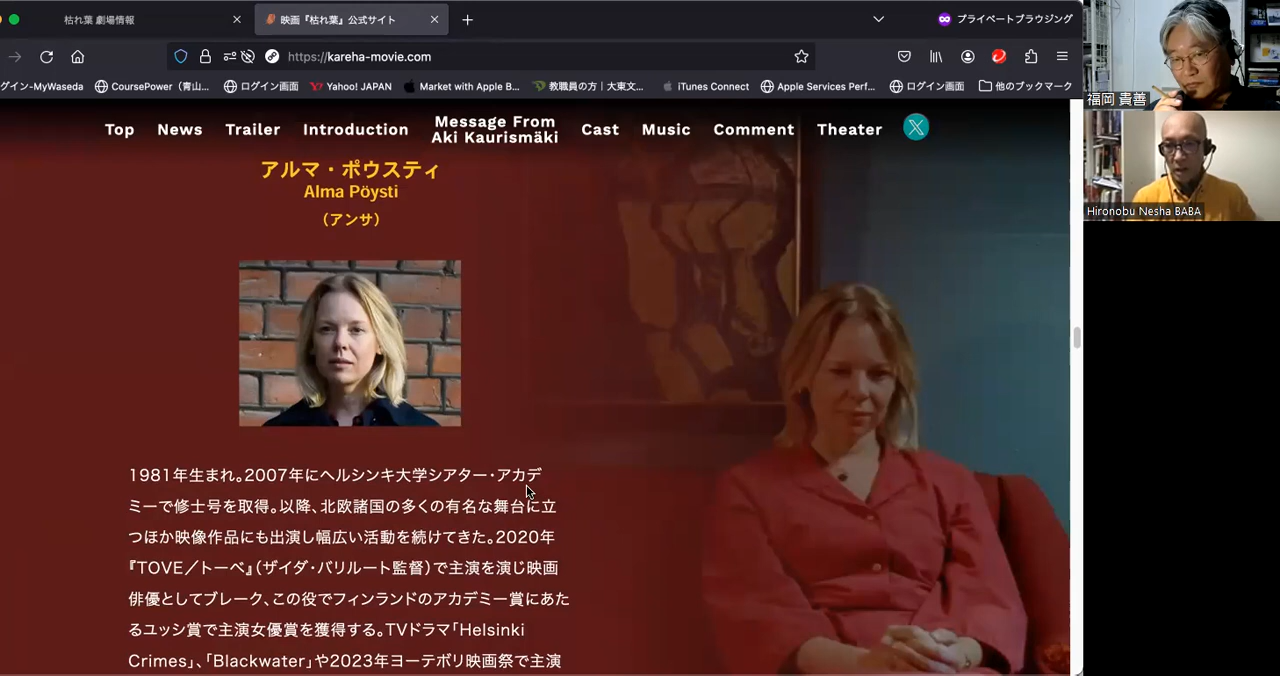 枯れ葉 劇場情報
映画『枯れ葉』公式サイト
プライベートブラウジング
https://kareha-movie.com
グイン-MyWaseda
CoursePower（青山...
ログイン画面
Yahoo! JAPAN
Market with Apple B...
教職員の方｜大東文...
iTunes Connect
Apple Services Perf...
ログイン画面
他のブックマーク
Top
News
Trailer
Introduction
Message From
Aki Kaurismäki
Cast
Music
Comment
Theater
アルマ・ポウスティ
Alma Pöysti
（アンサ）
1981年生まれ。2007年にヘルシンキ大学シアター・アカデ
ミーで修士号を取得。以降、北欧諸国の多くの有名な舞台に立
つほか映像作品にも出演し幅広い活動を続けてきた。2020年
『TOVE／トーベ』（ザイダ・バリルート監督）で主演を演じ映画
俳優としてブレーク、この役でフィンランドのアカデミー賞にあた
るユッシ賞で主演女優賞を獲得する。TVドラマ「Helsinki
Crimes」、「Blackwater」や2023年ヨーテボリ映画祭で主演
福岡 貴善
Hironobu Nesha BABA